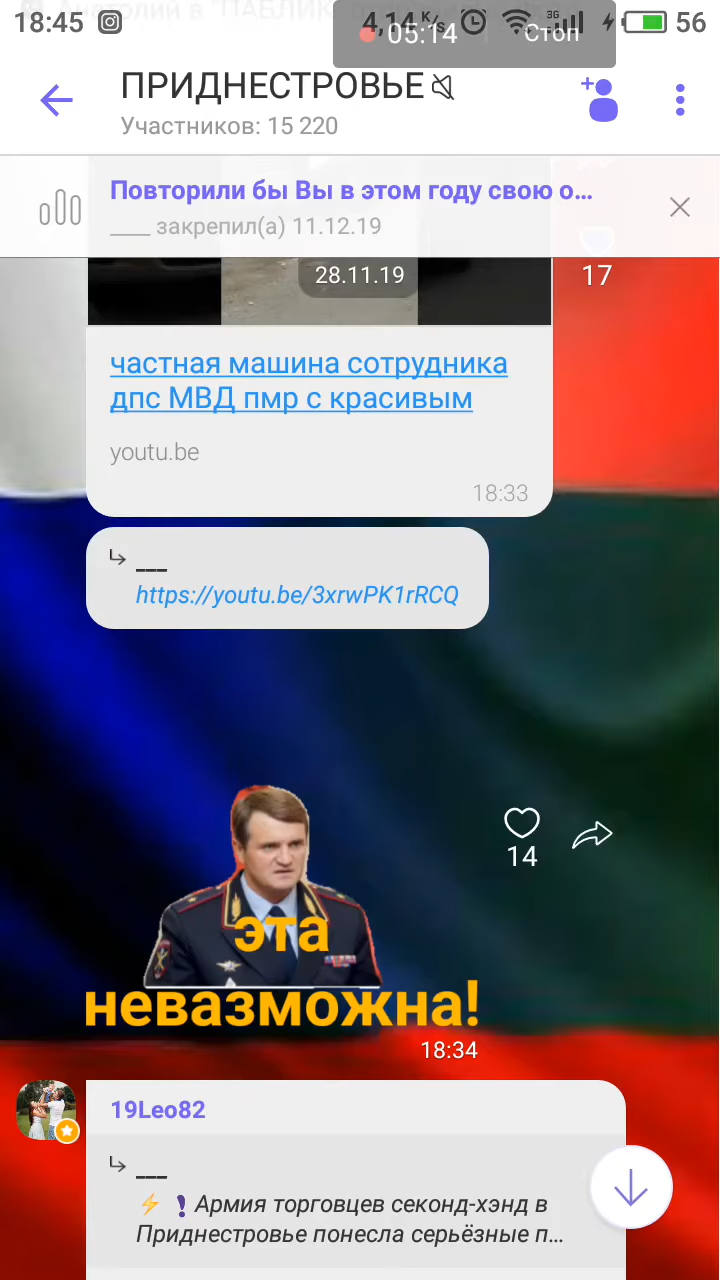 18:45
4,14 K/s
3G
56
05:14
Стоп
ПРИДНЕСТРОВЬЕ
Участников: 15 220
Повторили бы Вы в этом году свою о...
____ закрепил(а) 11.12.19
28.11.19
17
частная машина сотрудника
дпс МВД пмр с красивым
youtu.be
18:33
___
https://youtu.be/3xrwPK1rRCQ
14
эта
невазможна!
18:34
19Leo82
___
⚡❗Армия торговцев секонд-хэнд в
Приднестровье понесла серьёзные п...